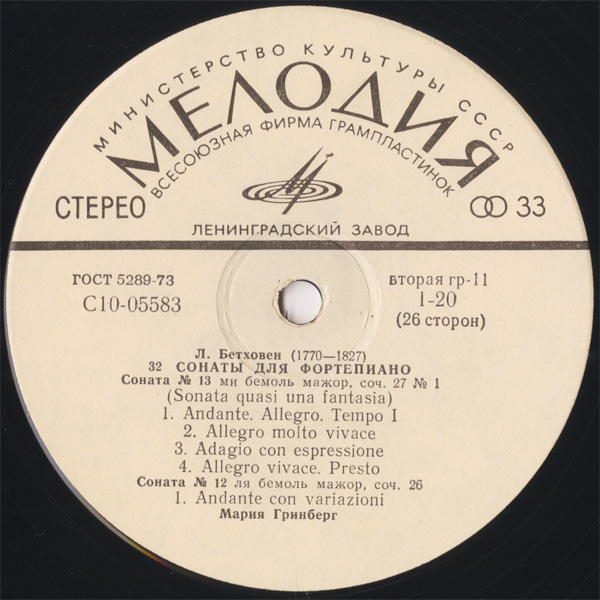 МИНИСТЕРСТВО КУЛЬТУРЫ СССР
МЕЛОДИЯ
ВСЕСОЮЗНАЯ ФИРМА ГРАМПЛАСТИНОК
СТЕРЕО
33
ЛЕНИНГРАДСКИЙ ЗАВОД
ГОСТ 5289-73
С10-05583
вторая гр-11
1-20
(26 сторон)
Л. Бетховен (1770—1827)
32 СОНАТЫ ДЛЯ ФОРТЕПИАНО
Соната № 13 ми бемоль мажор, соч. 27 № 1
(Sonata quasi una fantasia)
1. Andante. Allegro. Tempo I
2. Allegro molto vivace
3. Adagio con espressione
4. Allegro vivace. Presto
Соната № 12 ля бемоль мажор, соч. 26
1. Andante con variazioni
Мария Гринберг